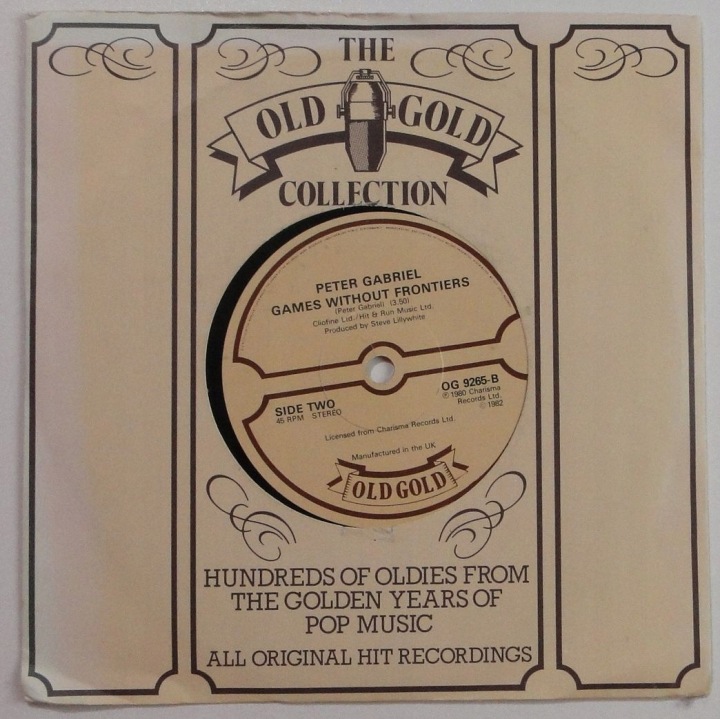 THE
OLD GOLD
COLLECTION
PETER GABRIEL
GAMES WITHOUT FRONTIERS
(Peter Gabriel) (3.50)
Cliofine Ltd./Hit & Run Music Ltd.
Produced by Steve Lillywhite
SIDE TWO
45 RPM STEREO
OG 9265-B
℗ 1980 Charisma
Records Ltd.
© 1982
Licensed from Charisma Records Ltd.
Manufactured in the UK
OLD GOLD
HUNDREDS OF OLDIES FROM
THE GOLDEN YEARS OF
POP MUSIC
ALL ORIGINAL HIT RECORDINGS